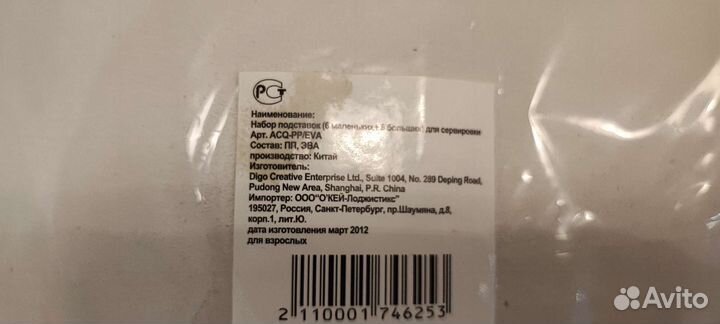 РСТ
Наименование:
Набор подставок (6 маленьких + 6 больших) для сервировки
Арт. ACQ-PP/EVA
Состав: ПП, ЭВА
производство: Китай
Изготовитель:
Digo Creative Enterprise Ltd., Suite 1004, No. 289 Deping Road,
Pudong New Area, Shanghai, P.R. China
Импортер: ООО"О'КЕЙ-Лоджистикс"
195027, Россия, Санкт-Петербург, пр.Шаумяна, д.8,
корп.1, лит.Ю.
дата изготовления март 2012
для взрослых
2 110001 746253
Avito